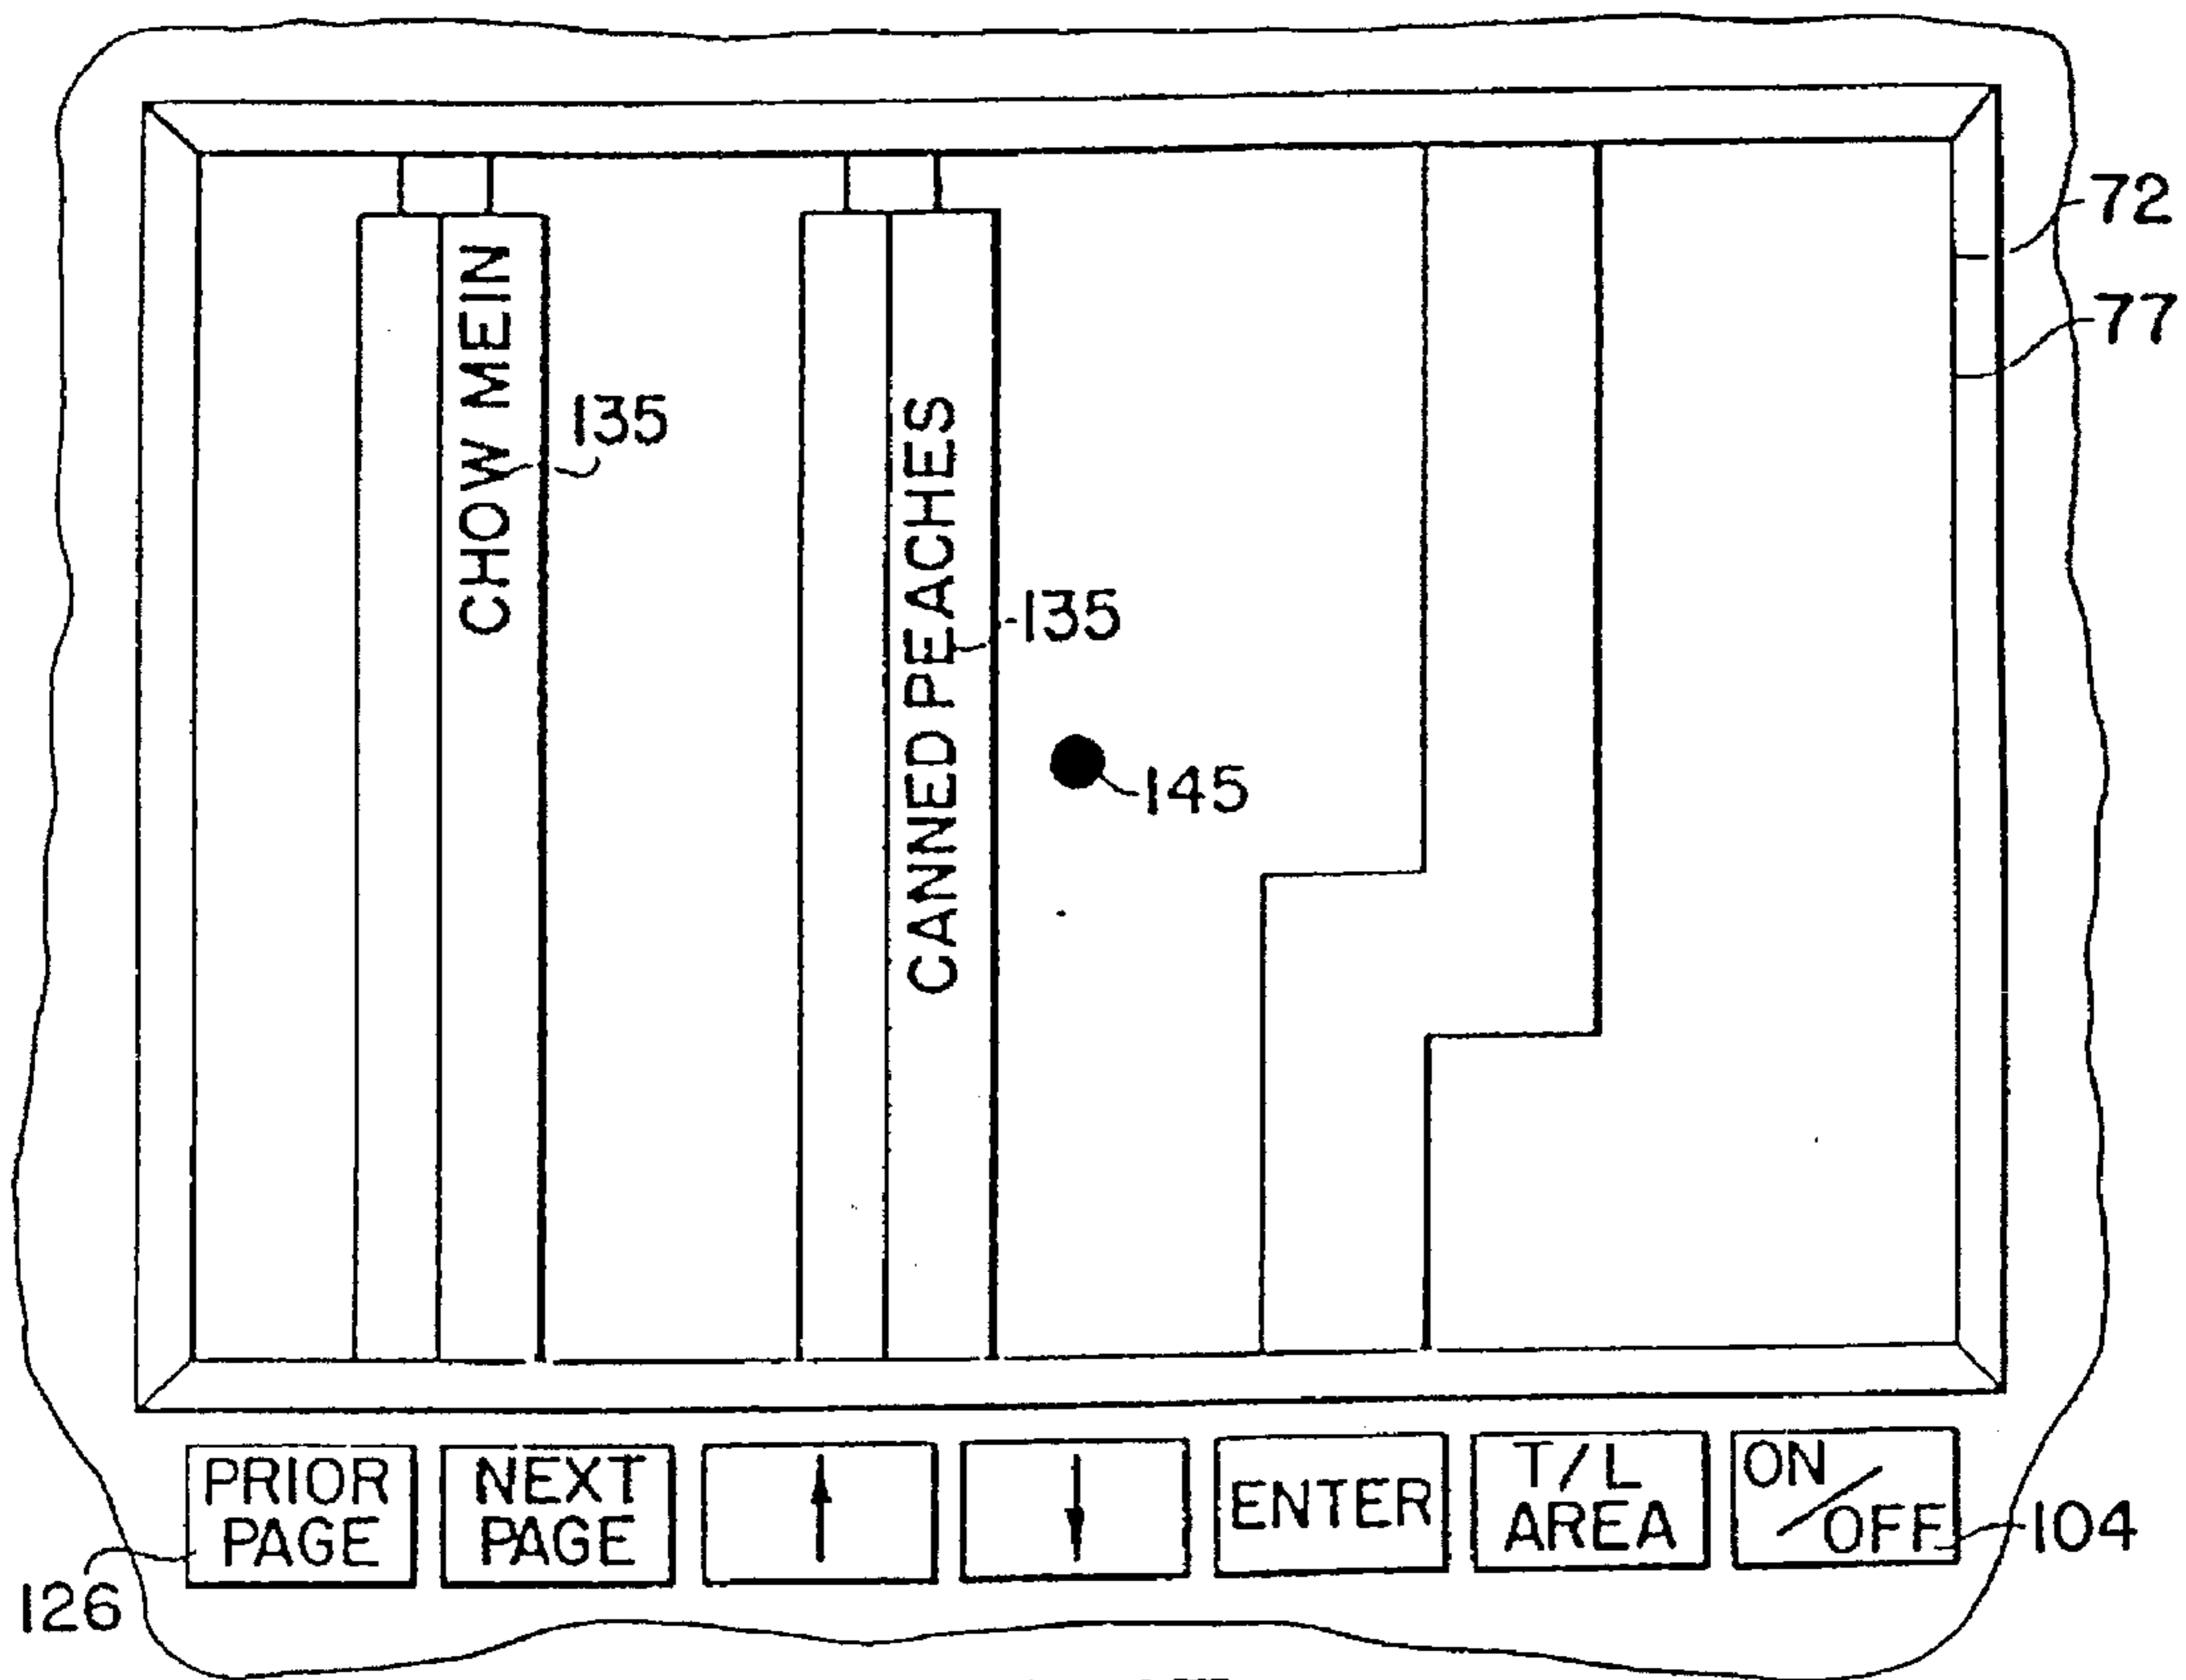 72
77
CHOW MEIN
135
CANNED PEACHES
135
145
PRIOR
PAGE
NEXT
PAGE
ENTER
T/L
AREA
ON
/OFF
104
126